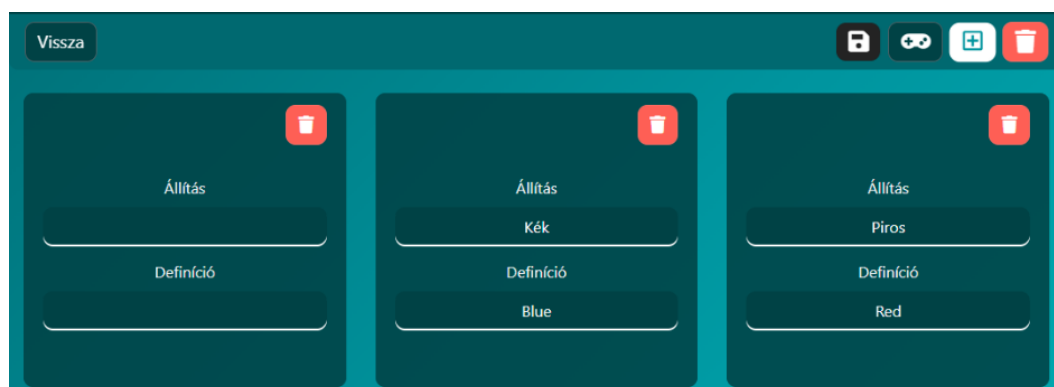 Vissza
Állítás
Definíció
Állítás
Kék
Definíció
Blue
Állítás
Piros
Definíció
Red